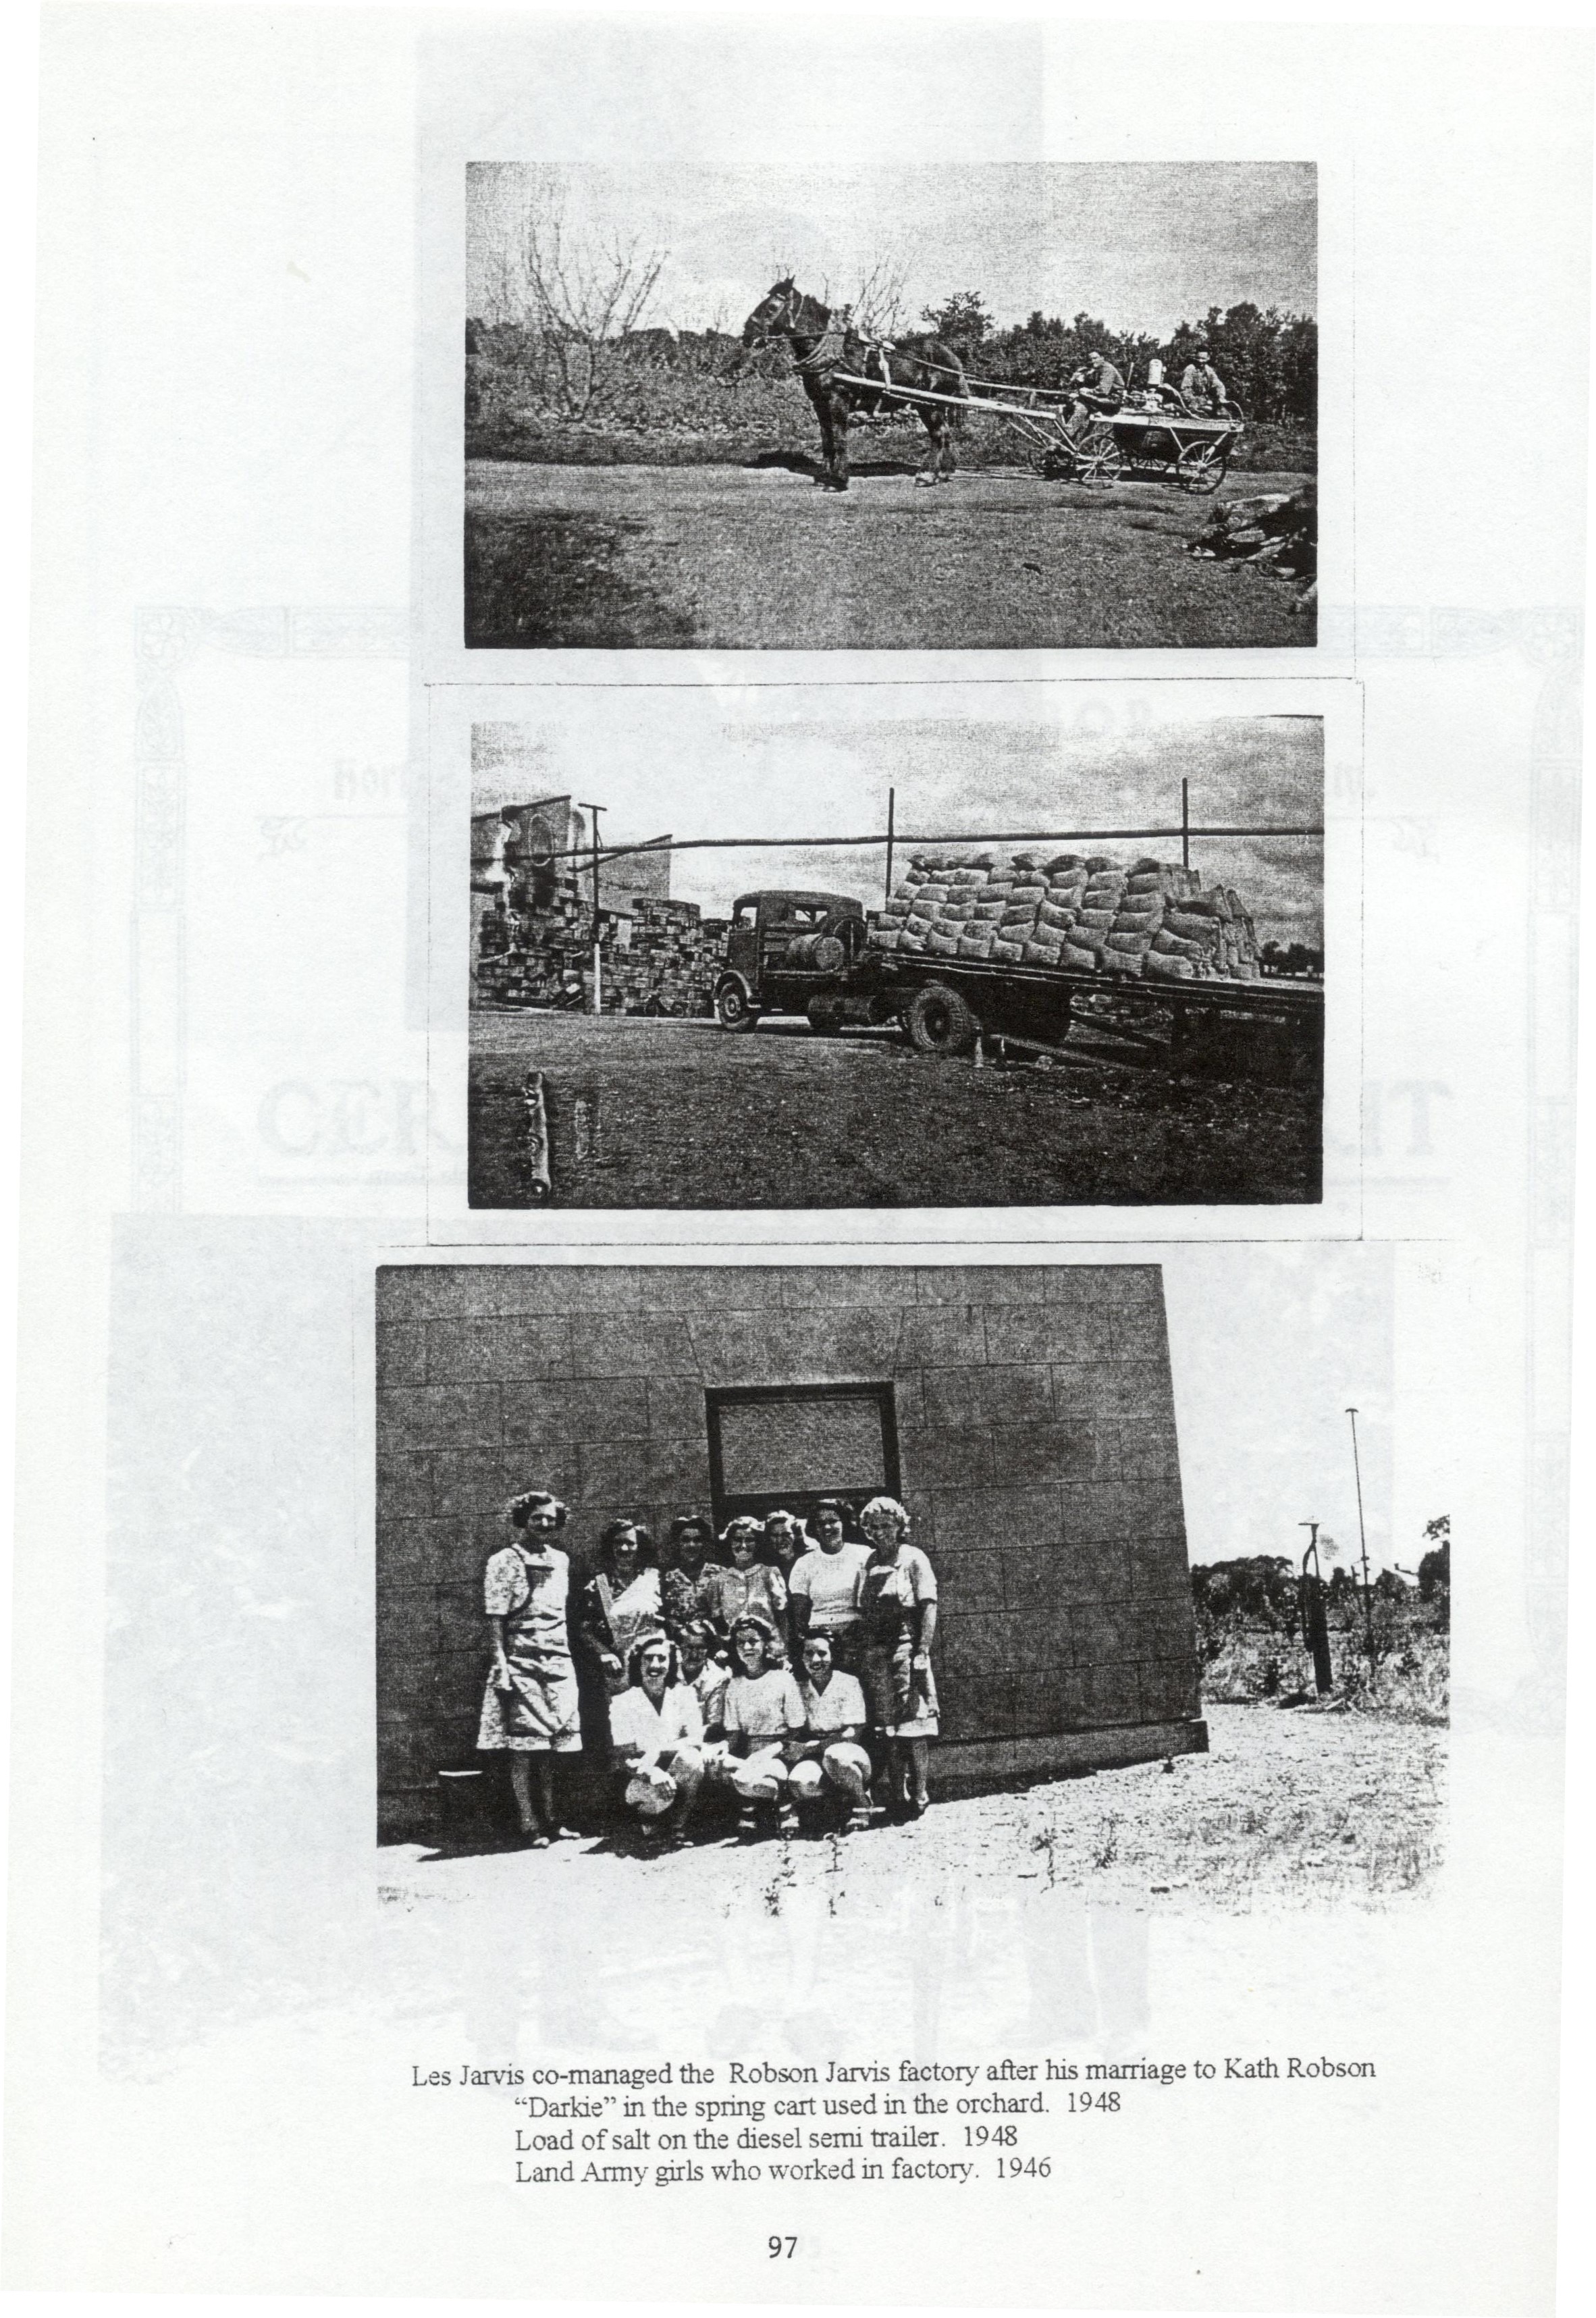 Les Jarvis co-managed the Robson Jarvis factory after his marriage to Kath Robson
“Darkie” in the spring cart used in the orchard. 1948
Load of salt on the diesel semi trailer. 1948
Land Army girls who worked in factory. 1946
97